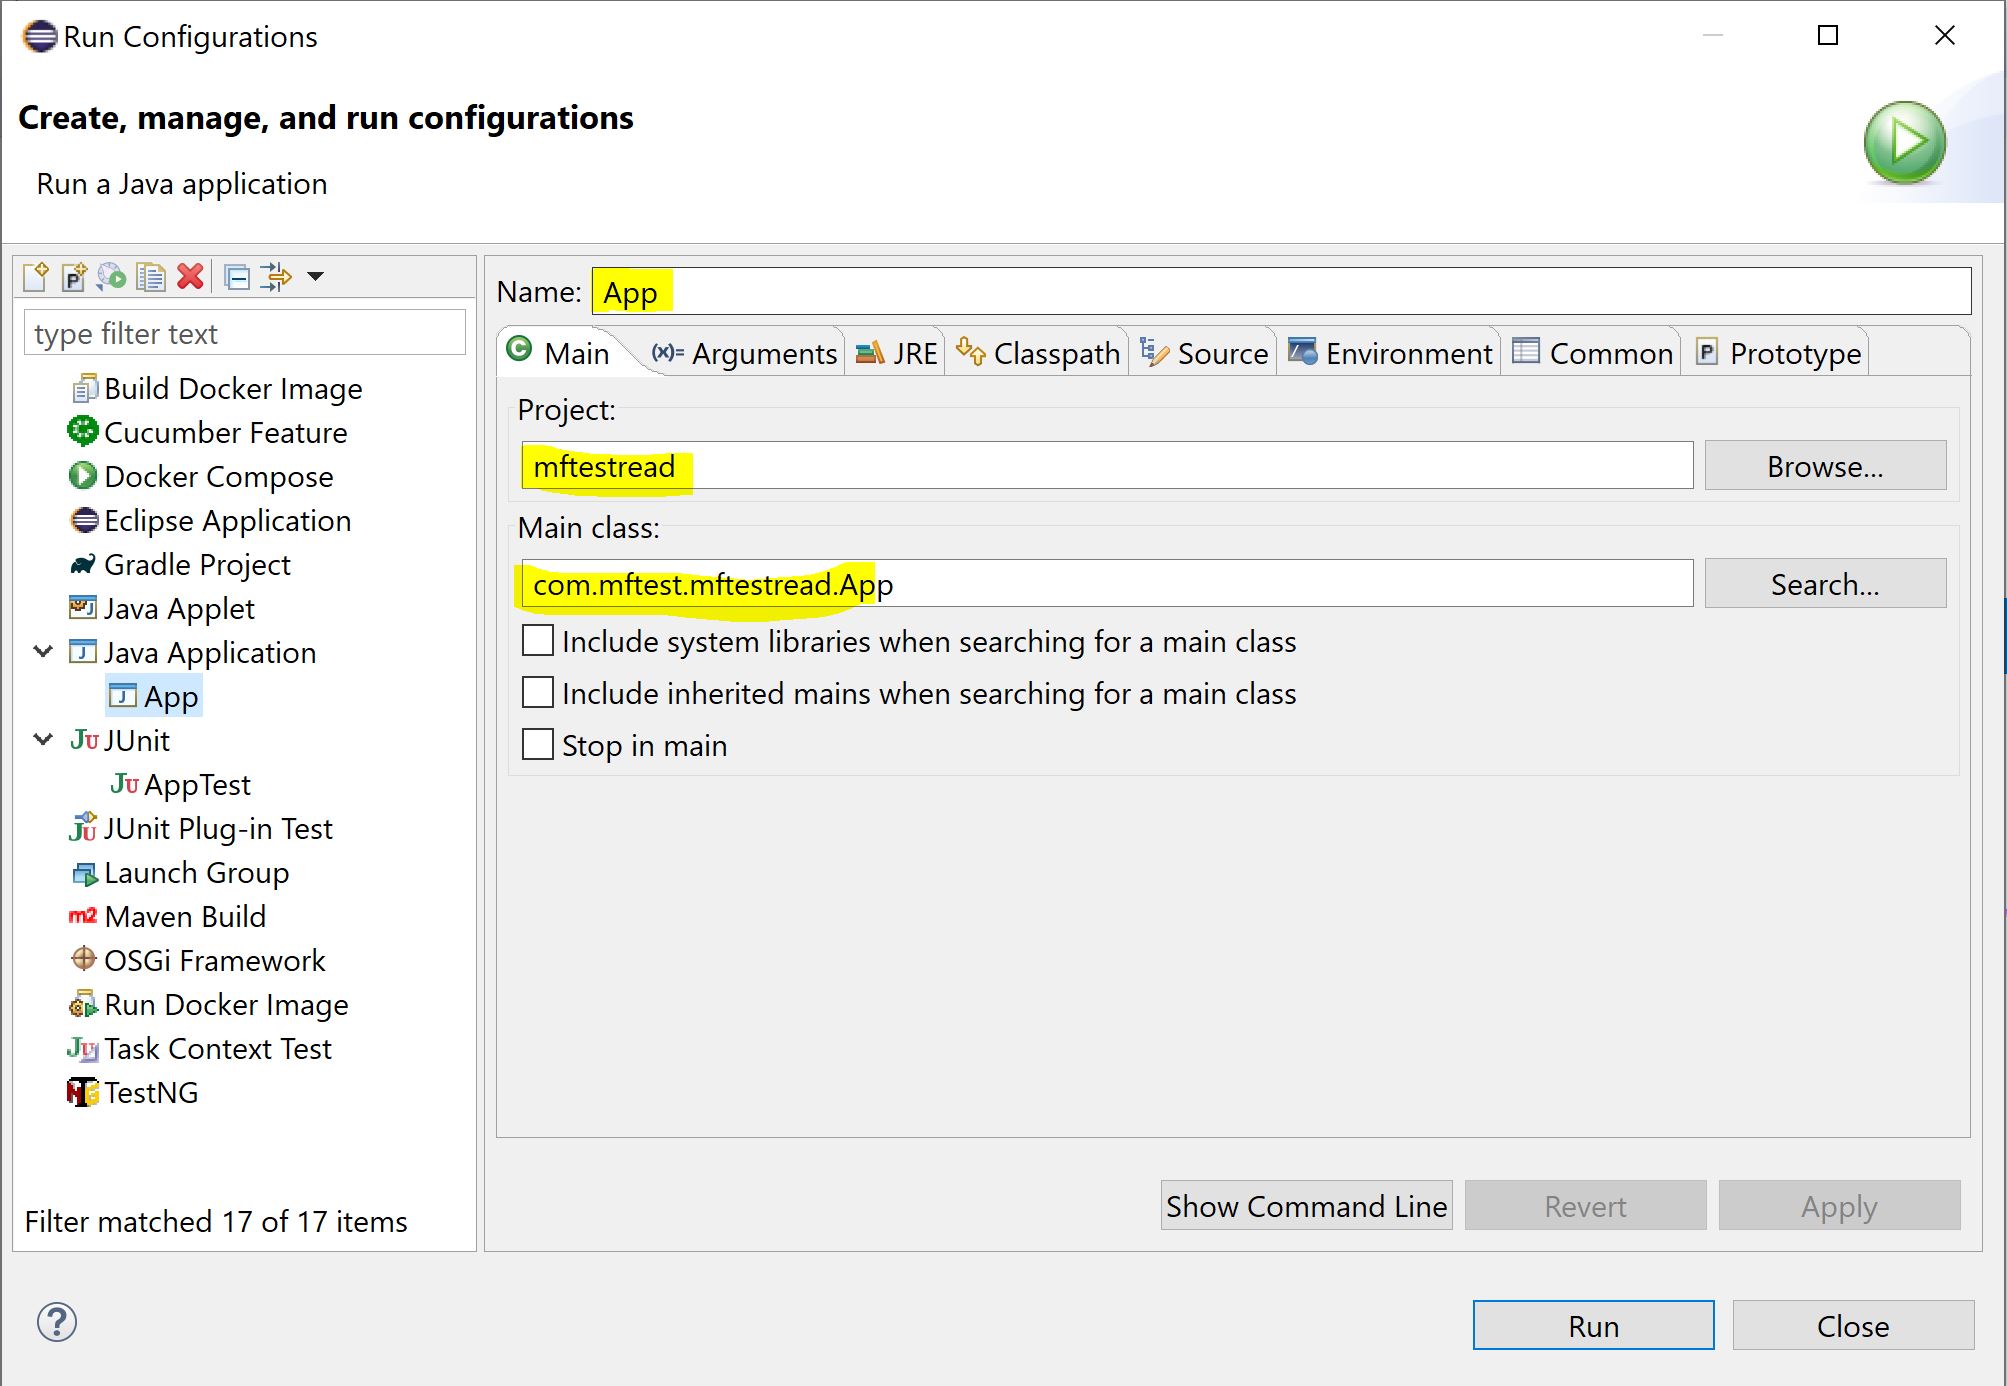 Run Configurations
Create, manage, and run configurations
Run a Java application
type filter text
Build Docker Image
Cucumber Feature
Docker Compose
Eclipse Application
Gradle Project
Java Applet
Java Application
App
JUnit
AppTest
JUnit Plug-in Test
Launch Group
Maven Build
OSGi Framework
Run Docker Image
Task Context Test
TestNG
Filter matched 17 of 17 items
Name: App
Main (x)= Arguments JRE Classpath Source Environment Common Prototype
Project:
mftestread Browse...
Main class:
com.mftest.mftestread.App Search...
Include system libraries when searching for a main class
Include inherited mains when searching for a main class
Stop in main
Show Command Line Revert Apply
Run Close